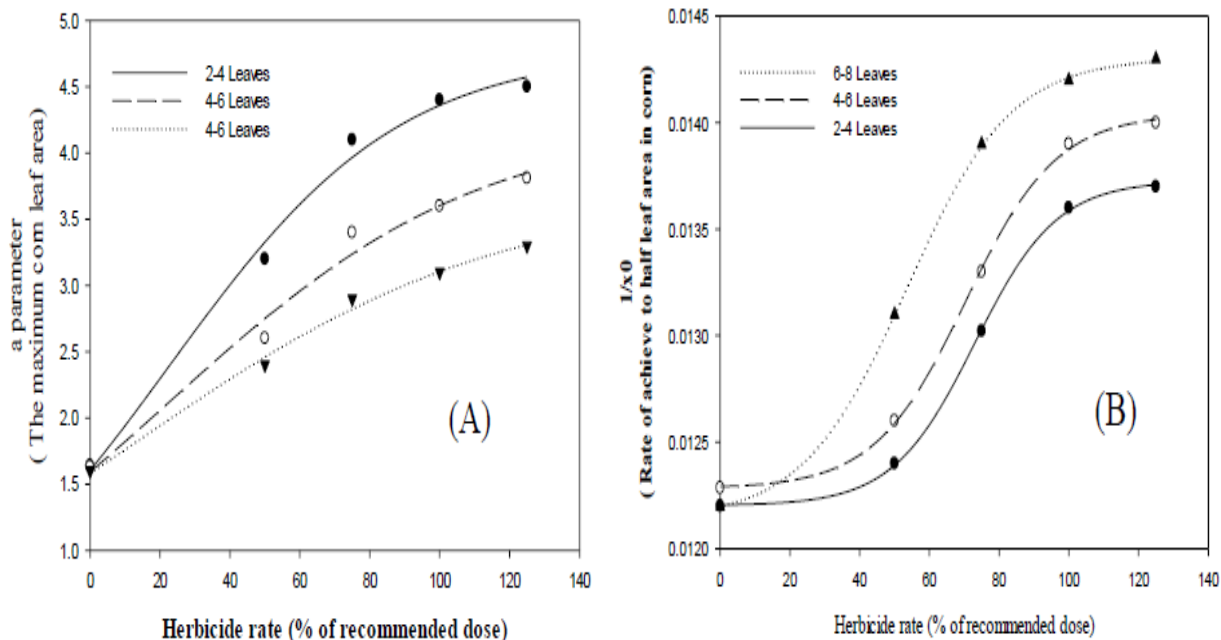 5.0
4.5
4.0
3.5
3.0
2.5
2.0
1.5
1.0
a parameter
( The maximum corn leaf area)
2-4 Leaves
4-6 Leaves
4-6 Leaves
(A)
0 20 40 60 80 100 120 140
Herbicide rate (% of recommended dose)
0.0145
0.0140
0.0135
0.0130
0.0125
0.0120
1/x0
( Rate of achieve to half leaf area in corn)
6-8 Leaves
4-6 Leaves
2-4 Leaves
(B)
0 20 40 60 80 100 120 140
Herbicide rate (% of recommended dose)